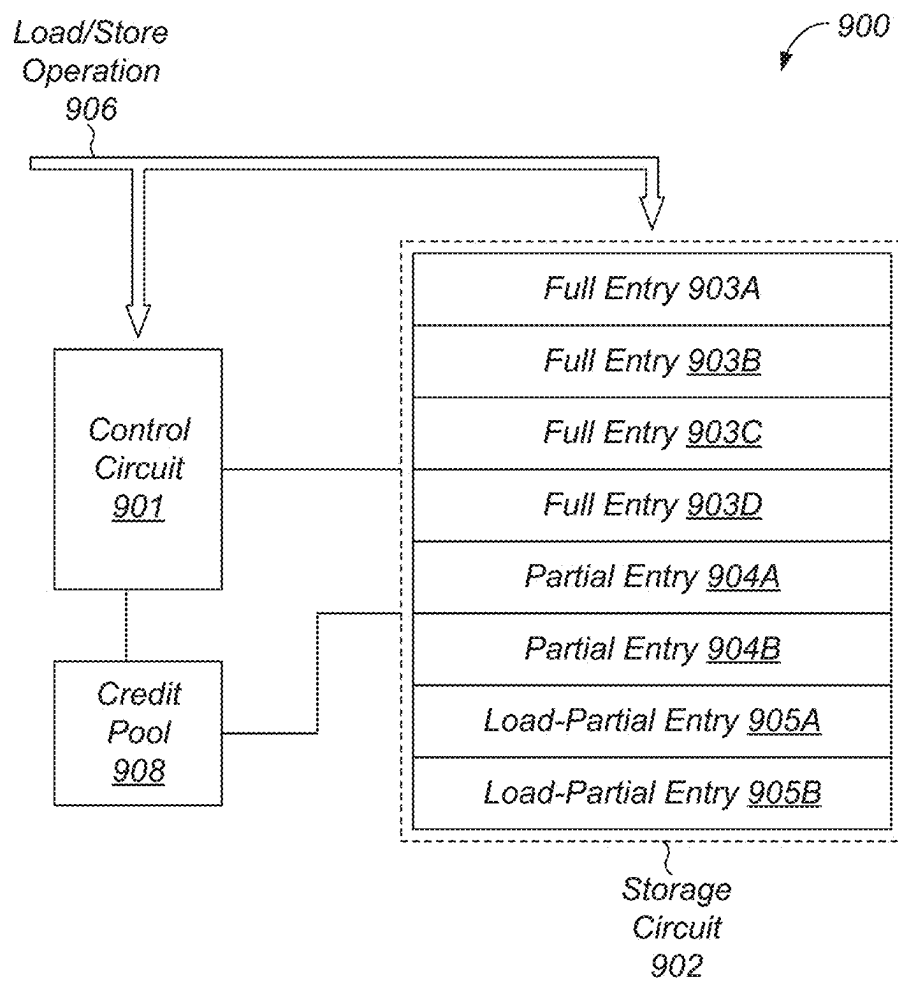 Load/Store
Operation
906
900
Full Entry 903A
Full Entry 903B
Full Entry 903C
Full Entry 903D
Partial Entry 904A
Partial Entry 904B
Load-Partial Entry 905A
Load-Partial Entry 905B
Control
Circuit
901
Credit
Pool
908
Storage
Circuit
902